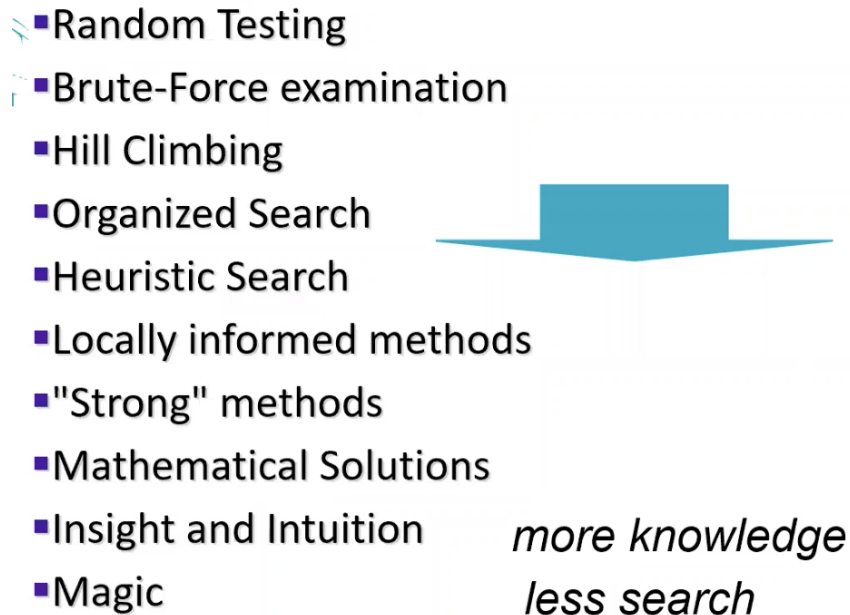 ▪Random Testing
▪Brute-Force examination
▪Hill Climbing
▪Organized Search
▪Heuristic Search
▪Locally informed methods
▪"Strong" methods
▪Mathematical Solutions
▪Insight and Intuition
▪Magic
more knowledge
less search